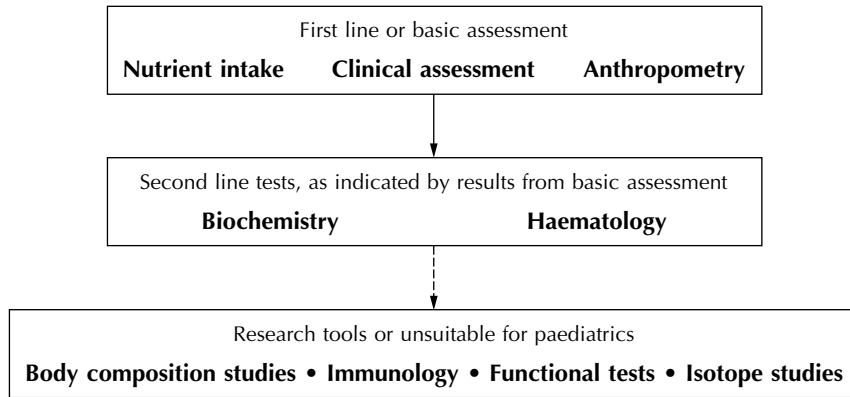 First line or basic assessment
Nutrient intake Clinical assessment Anthropometry
Second line tests, as indicated by results from basic assessment
Biochemistry Haematology
Research tools or unsuitable for paediatrics
Body composition studies • Immunology • Functional tests • Isotope studies